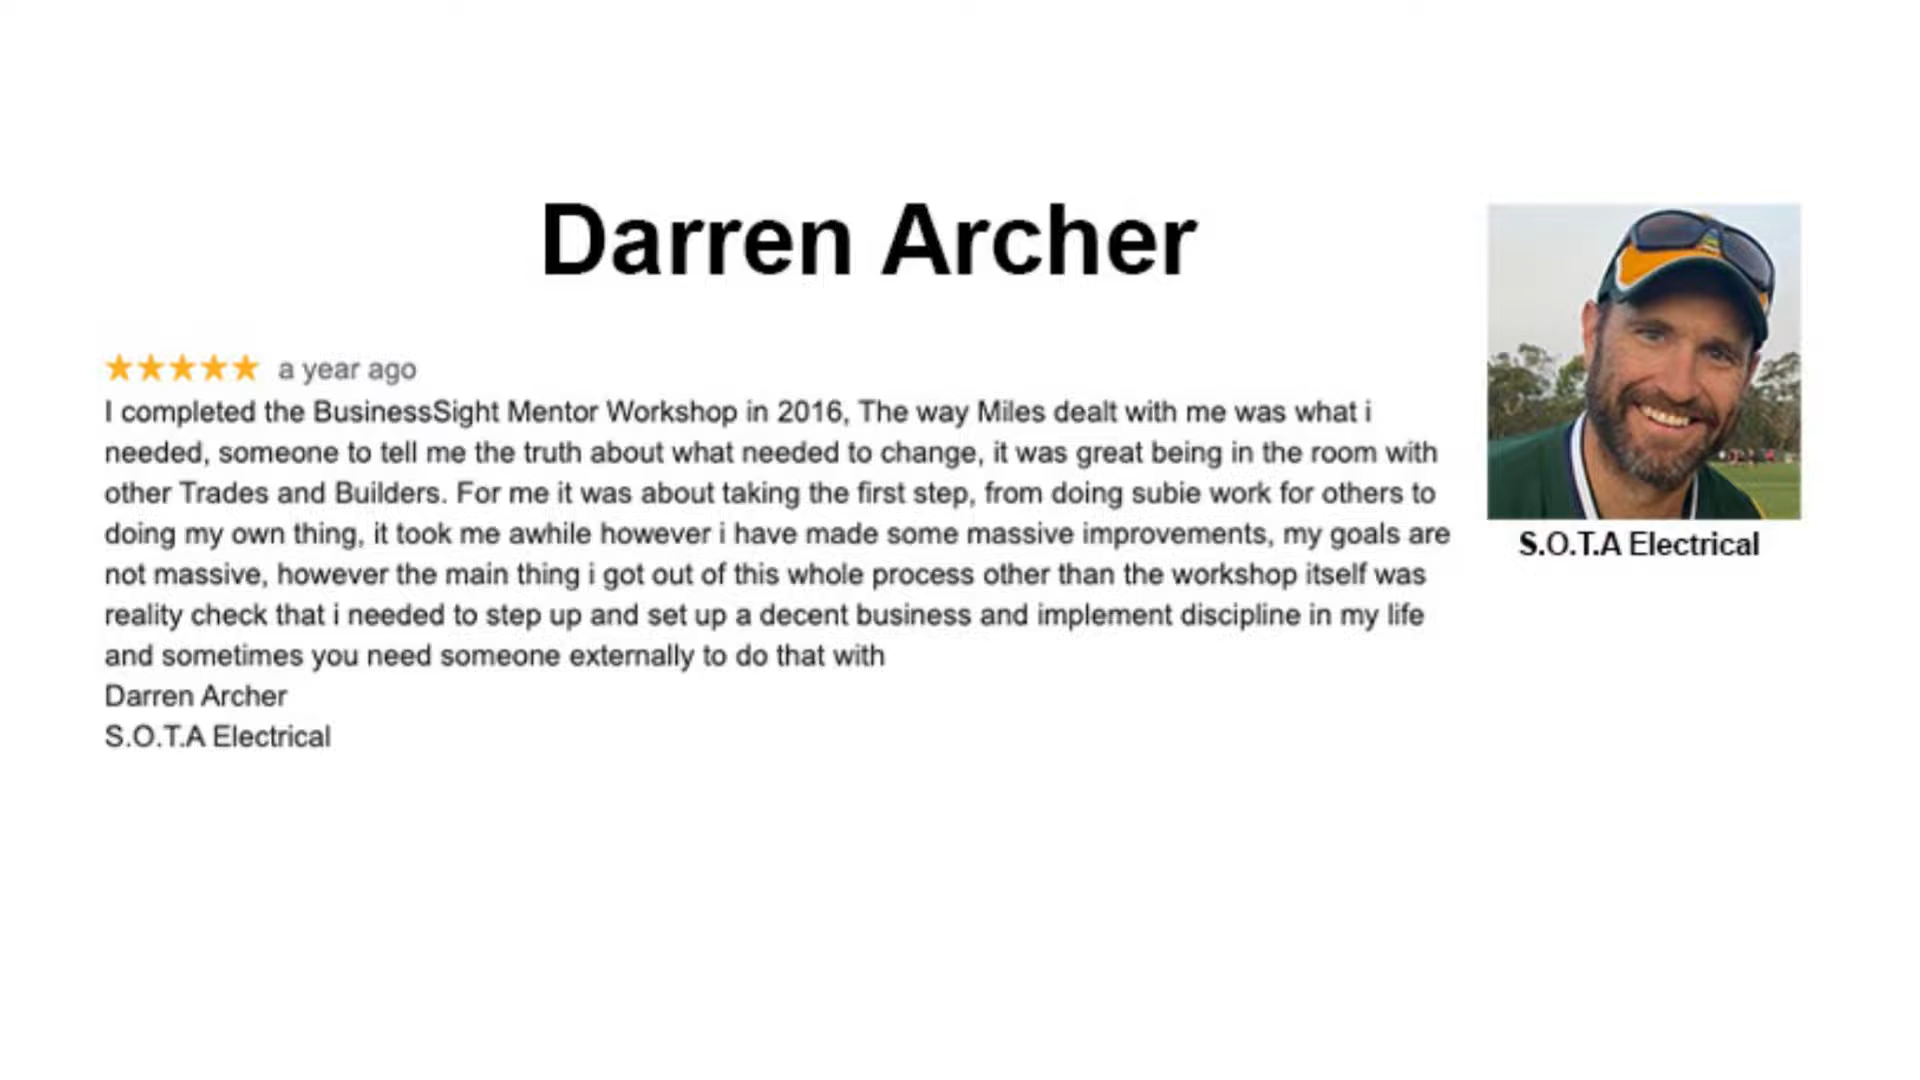 Darren Archer
a year ago
I completed the BusinessSight Mentor Workshop in 2016, The way Miles dealt with me was what i
needed, someone to tell me the truth about what needed to change, it was great being in the room with
other Trades and Builders. For me it was about taking the first step, from doing subie work for others to
doing my own thing, it took me awhile however i have made some massive improvements, my goals are
not massive, however the main thing i got out of this whole process other than the workshop itself was
reality check that i needed to step up and set up a decent business and implement discipline in my life
and sometimes you need someone externally to do that with
Darren Archer
S.O.T.A Electrical
S.O.T.A Electrical